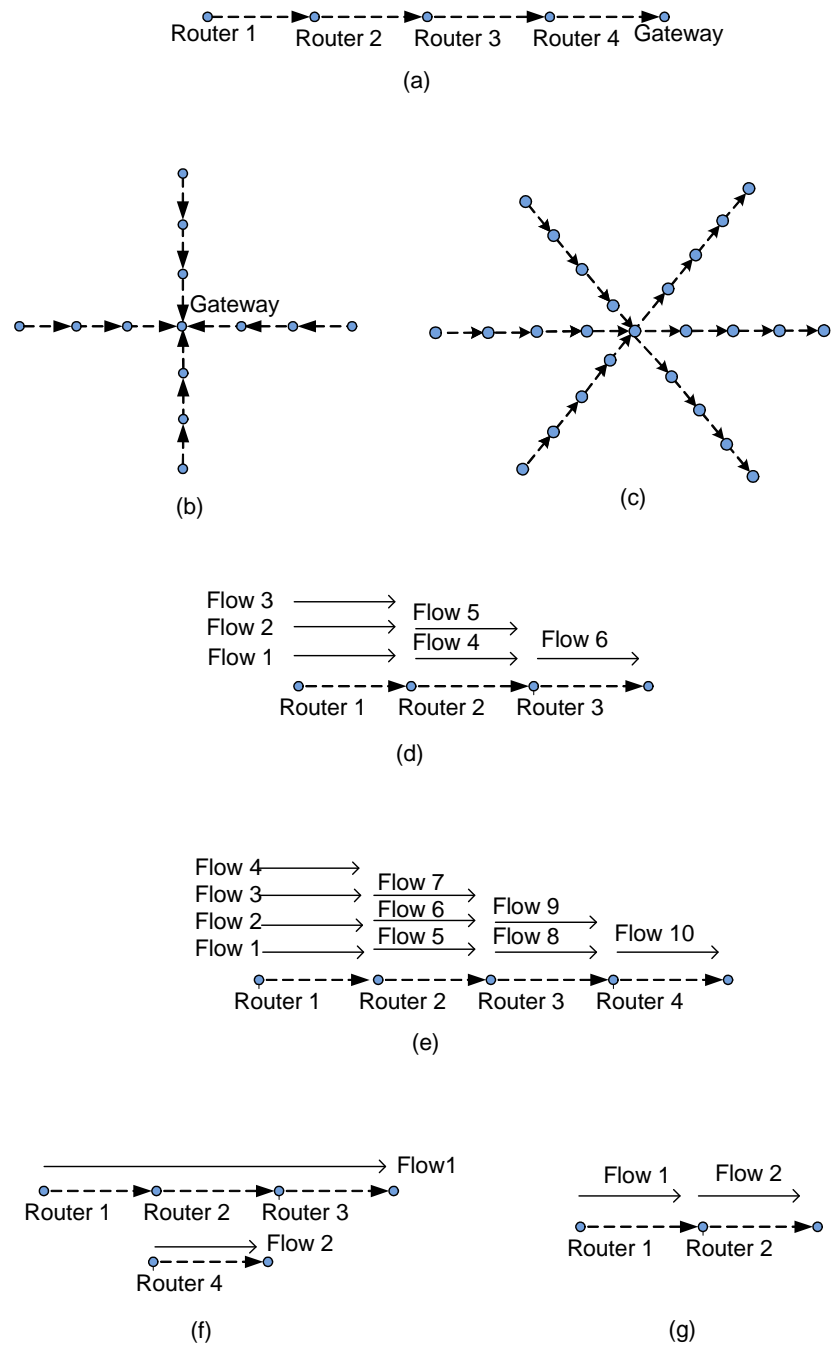 Router 1 Router 2 Router 3 Router 4 Gateway
(a)
Gateway
(b)
(c)
Flow 3
Flow 2
Flow 1
Flow 5
Flow 4
Flow 6
Router 1 Router 2 Router 3
(d)
Flow 4
Flow 3
Flow 2
Flow 1
Flow 7
Flow 6
Flow 5
Flow 9
Flow 8
Flow 10
Router 1 Router 2 Router 3 Router 4
(e)
Flow1
Router 1 Router 2 Router 3
Flow 2
Router 4
(f)
Flow 1 Flow 2
Router 1 Router 2
(g)